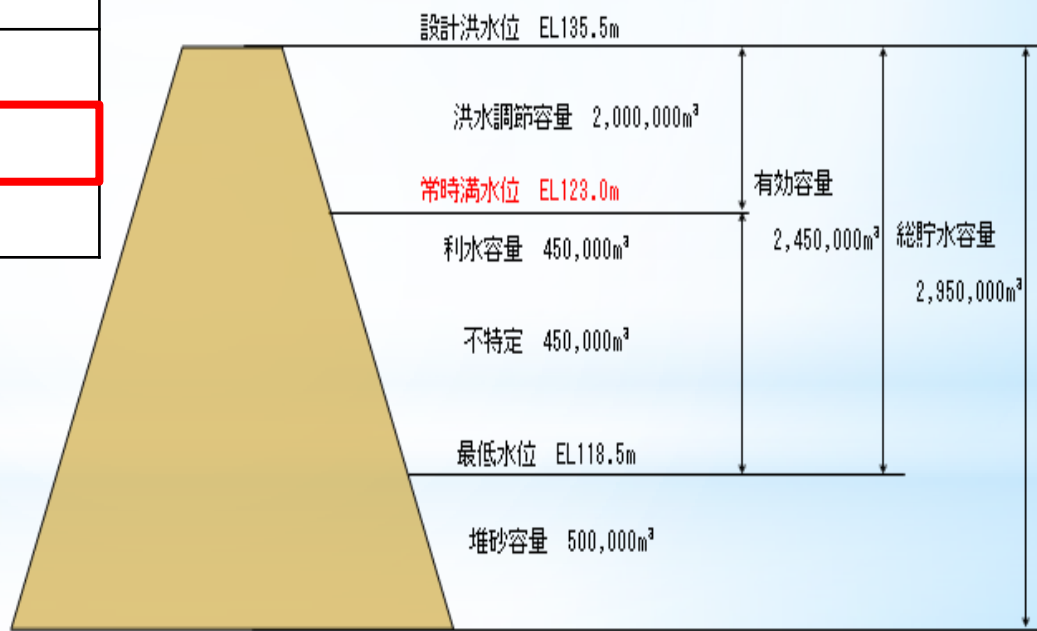 設計洪水位 EL135.5m
洪水調節容量 2,000,000m³
常時満水位 EL123.0m
有効容量
2,450,000m³
利水容量 450,000m³
総貯水容量
2,950,000m³
不特定 450,000m³
最低水位 EL118.5m
堆砂容量 500,000m³